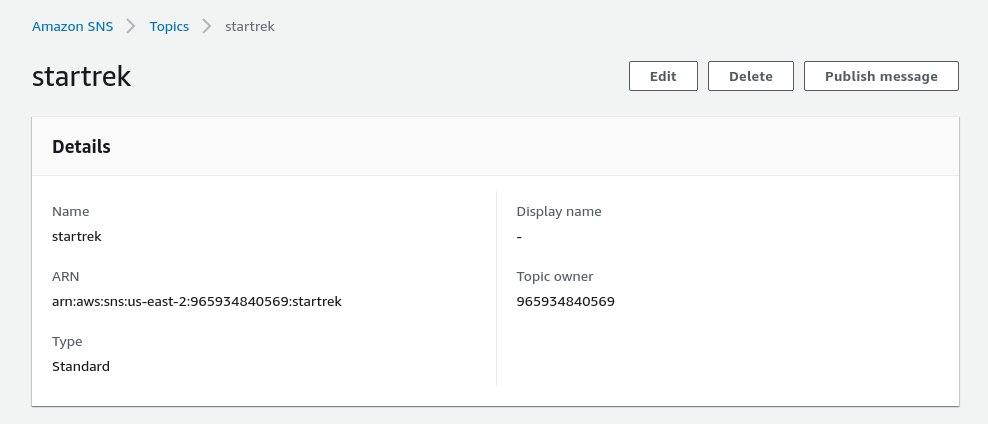 Amazon SNS > Topics > startrek
startrek
Edit
Delete
Publish message
Details
Name
startrek
ARN
arn:aws:sns:us-east-2:965934840569:startrek
Type
Standard
Display name
-
Topic owner
965934840569